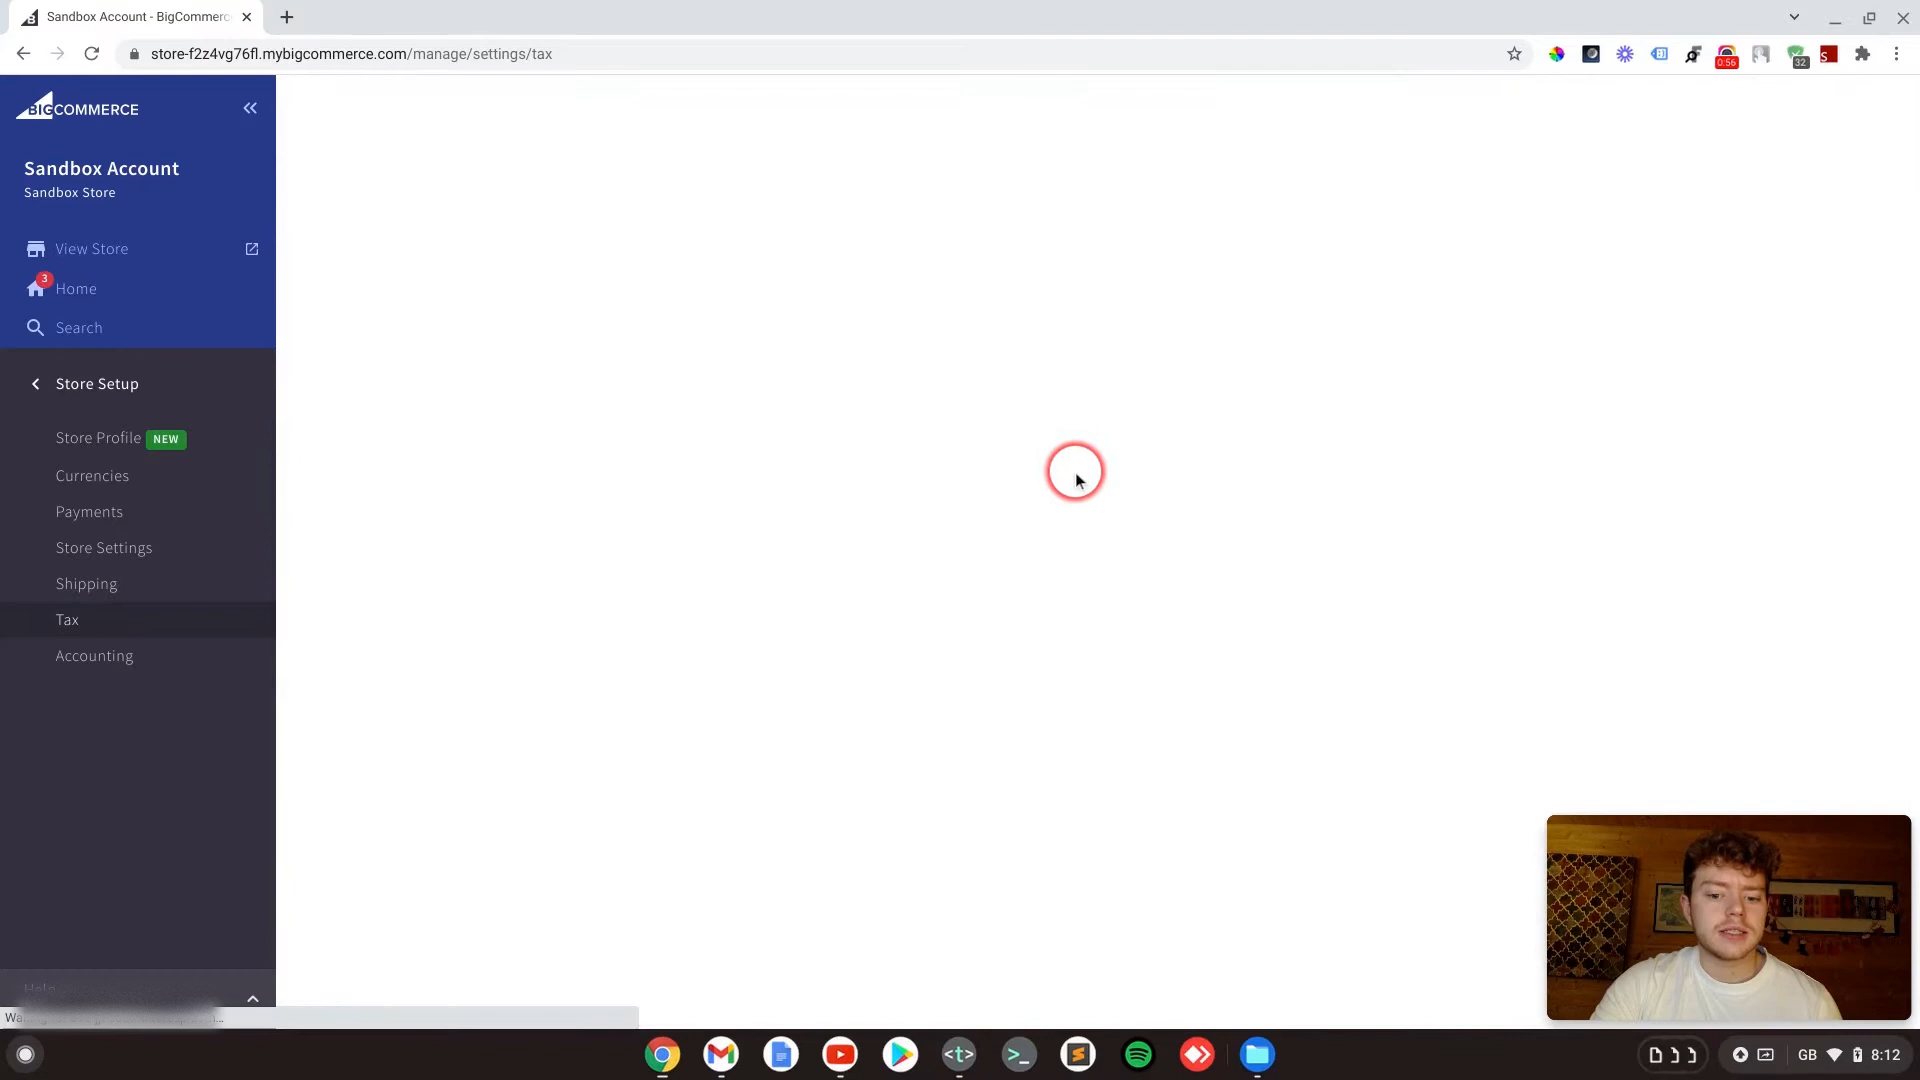 Sandbox Account - BigCommerc
store-f2z4vg76fl.mybigcommerce.com/manage/settings/tax
0:56
32
S
BIGCOMMERCE
Sandbox Account
Sandbox Store
View Store
3
Home
Search
Store Setup
Store Profile NEW
Currencies
Payments
Store Settings
Shipping
Tax
Accounting
Help
GB
8:12